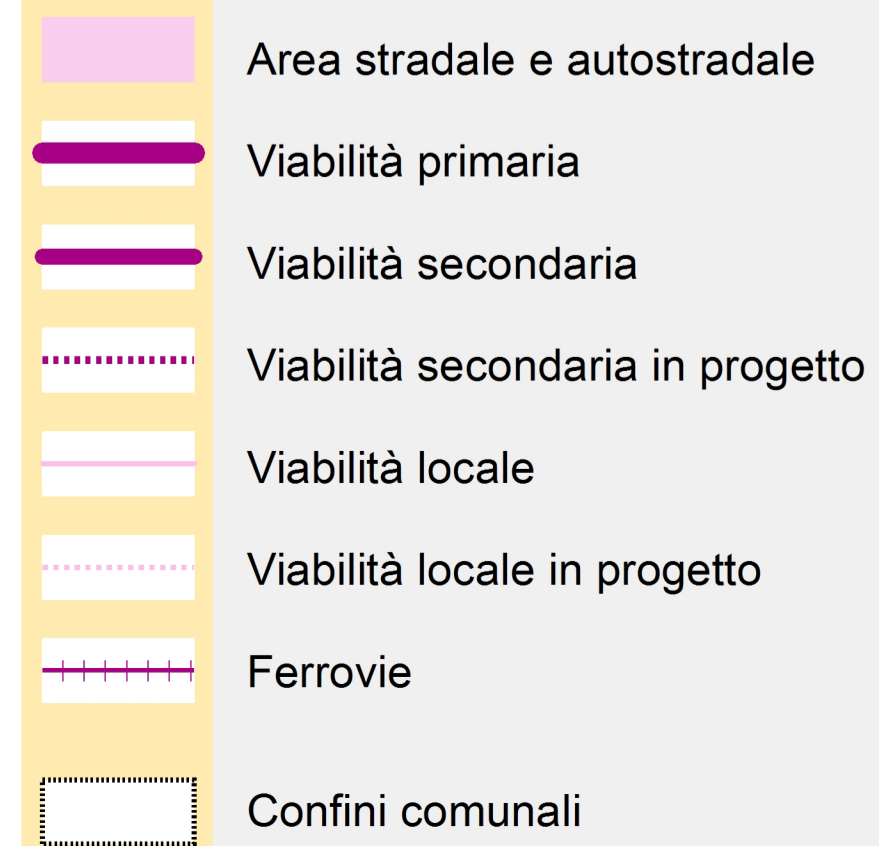 Area stradale e autostradale
Viabilità primaria
Viabilità secondaria
Viabilità secondaria in progetto
Viabilità locale
Viabilità locale in progetto
Ferrovie
Confini comunali